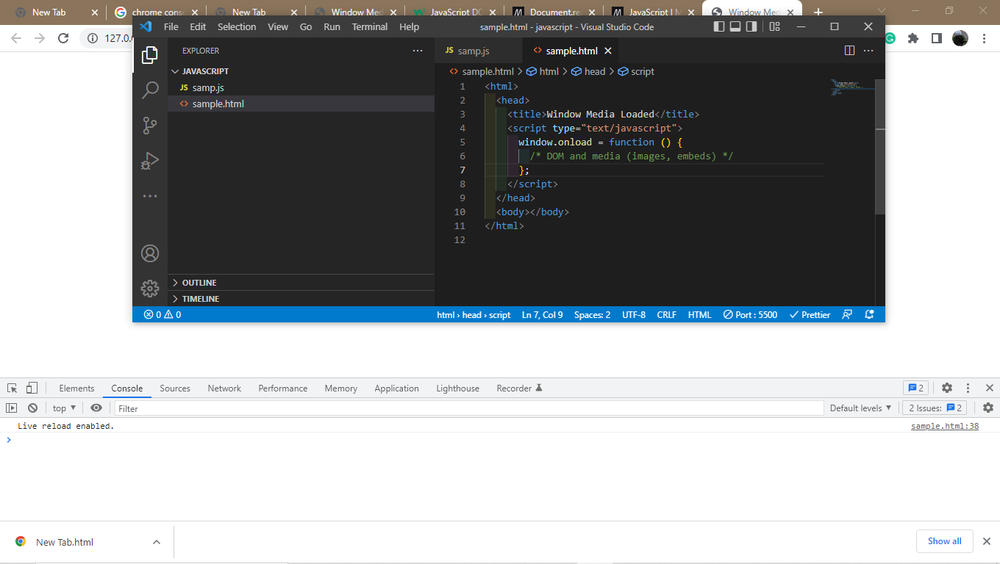 New Tab
chrome cons
New Tab
Window Med
JavaScript DO
Document.re
JavaScript | M
Window Med
127.0.
File Edit Selection View Go Run Terminal Help
sample.html - javascript - Visual Studio Code
EXPLORER
JAVASCRIPT
JS samp.js
<> sample.html
OUTLINE
TIMELINE
JS samp.js
<> sample.html
<> sample.html > html > head > script
1 <html>
2 <head>
3 <title>Window Media Loaded</title>
4 <script type="text/javascript">
5 window.onload = function () {
6 /* DOM and media (images, embeds) */
7 };
8 </script>
9 </head>
10 <body></body>
11 </html>
12
0 0
html › head › script Ln 7, Col 9 Spaces: 2 UTF-8 CRLF HTML Port : 5500 Prettier
Elements Console Sources Network Performance Memory Application Lighthouse Recorder 2
top Filter Default levels 2 Issues: 2
Live reload enabled. sample.html:38
New Tab.html
Show all